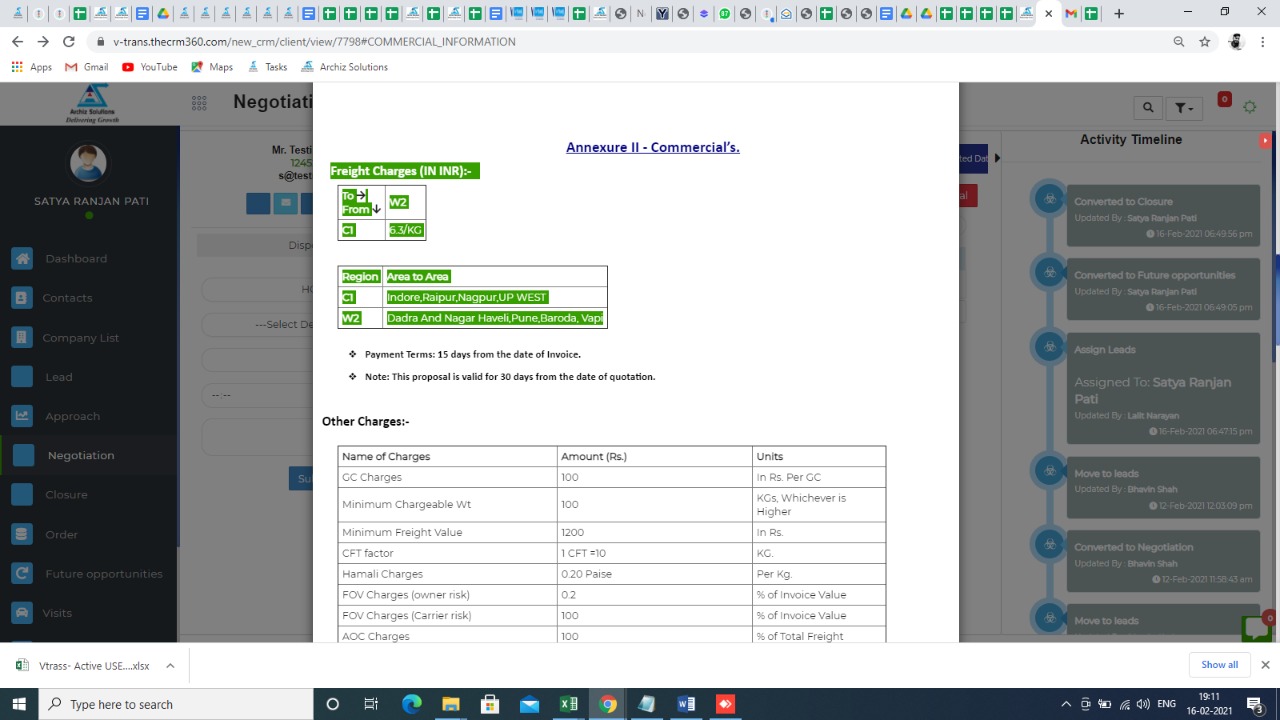 v-trans.thecrm360.com/new_crm/client/view/7798#COMMERCIAL_INFORMATION
Apps Gmail YouTube Maps Tasks Archiz Solutions
Archiz Solutions
Delivering Growth
SATYA RANJAN PATI
Dashboard
Contacts
Company List
Lead
Approach
Negotiation
Closure
Order
Future opportunities
Visits
Negotiati
Mr. Testi
1245
s@test
Disp
HO
---Select De
--:--
Su
Annexure II - Commercial's.
Freight Charges (IN INR):-
To →
From ↓ W2
C1 6.3/KG
Region Area to Area
C1 Indore,Raipur,Nagpur,UP WEST
W2 Dadra And Nagar Haveli,Pune,Baroda, Vapi
❖ Payment Terms: 15 days from the date of Invoice.
❖ Note: This proposal is valid for 30 days from the date of quotation.
Other Charges:-
Name of Charges Amount (Rs.) Units
GC Charges 100 In Rs. Per GC
Minimum Chargeable Wt 100 KGs, Whichever is
Higher
Minimum Freight Value 1200 In Rs.
CFT factor 1 CFT =10 KG.
Hamali Charges 0.20 Paise Per Kg.
FOV Charges (owner risk) 0.2 % of Invoice Value
FOV Charges (Carrier risk) 100 % of Invoice Value
AOC Charges 100 % of Total Freight
ted Dat
al
0
Activity Timeline
Converted to Closure
Updated By : Satya Ranjan Pati
16-Feb-2021 06:49:56 pm
Converted to Future opportunities
Updated By : Satya Ranjan Pati
16-Feb-2021 06:49:05 pm
Assign Leads
Assigned To: Satya Ranjan
Pati
Updated By : Lalit Narayan
16-Feb-2021 06:47:15 pm
Move to leads
Updated By : Bhavin Shah
12-Feb-2021 12:03:09 pm
Converted to Negotiation
Updated By : Bhavin Shah
12-Feb-2021 11:58:43 am
Move to leads
0
Vtrass- Active USE....xlsx
Show all
Type here to search
ENG
19:11
16-02-2021
3